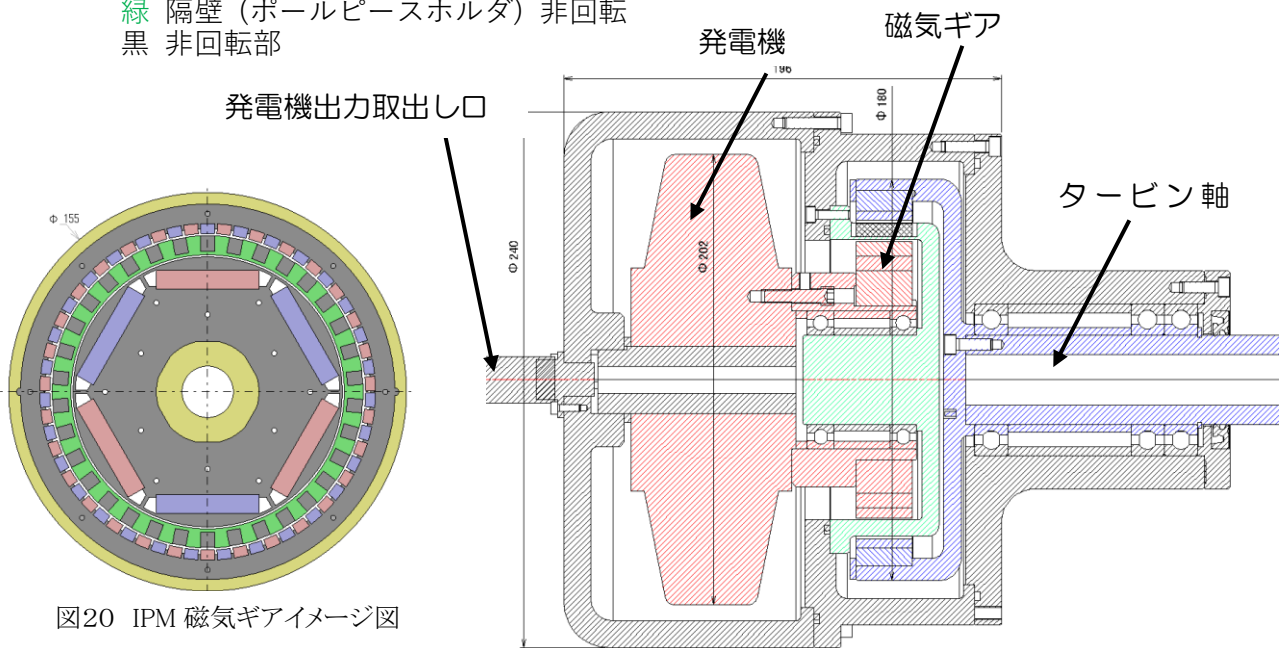 緑 隔壁（ポールピースホルダ）非回転
黒 非回転部
発電機
磁気ギア
196
発電機出力取出し口
Φ 180
タービン軸
Φ 155
Φ 240
Φ 202
図20 IPM 磁気ギアイメージ図